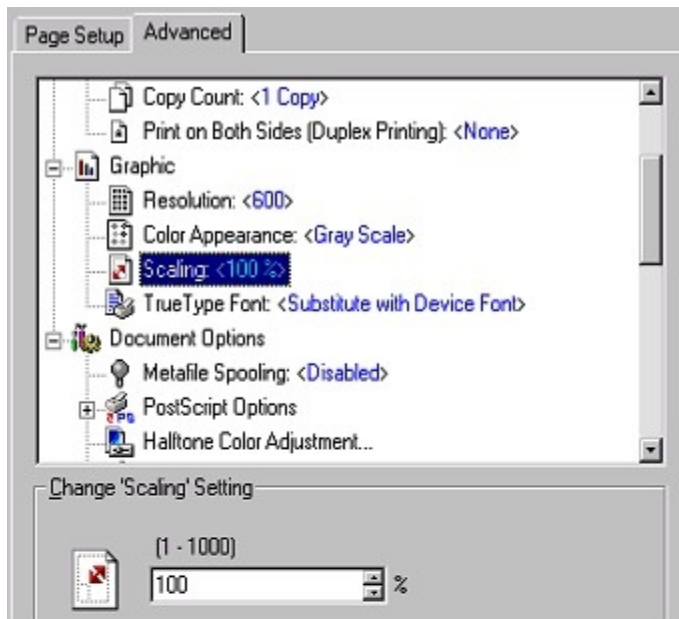 Page Setup Advanced
Copy Count: <1 Copy>
Print on Both Sides (Duplex Printing): <None>
Graphic
Resolution: <600>
Color Appearance: <Gray Scale>
Scaling: <100 %>
TrueType Font: <Substitute with Device Font>
Document Options
Metafile Spooling: <Disabled>
PostScript Options
Halftone Color Adjustment...
Change 'Scaling' Setting
(1 - 1000)
100 %